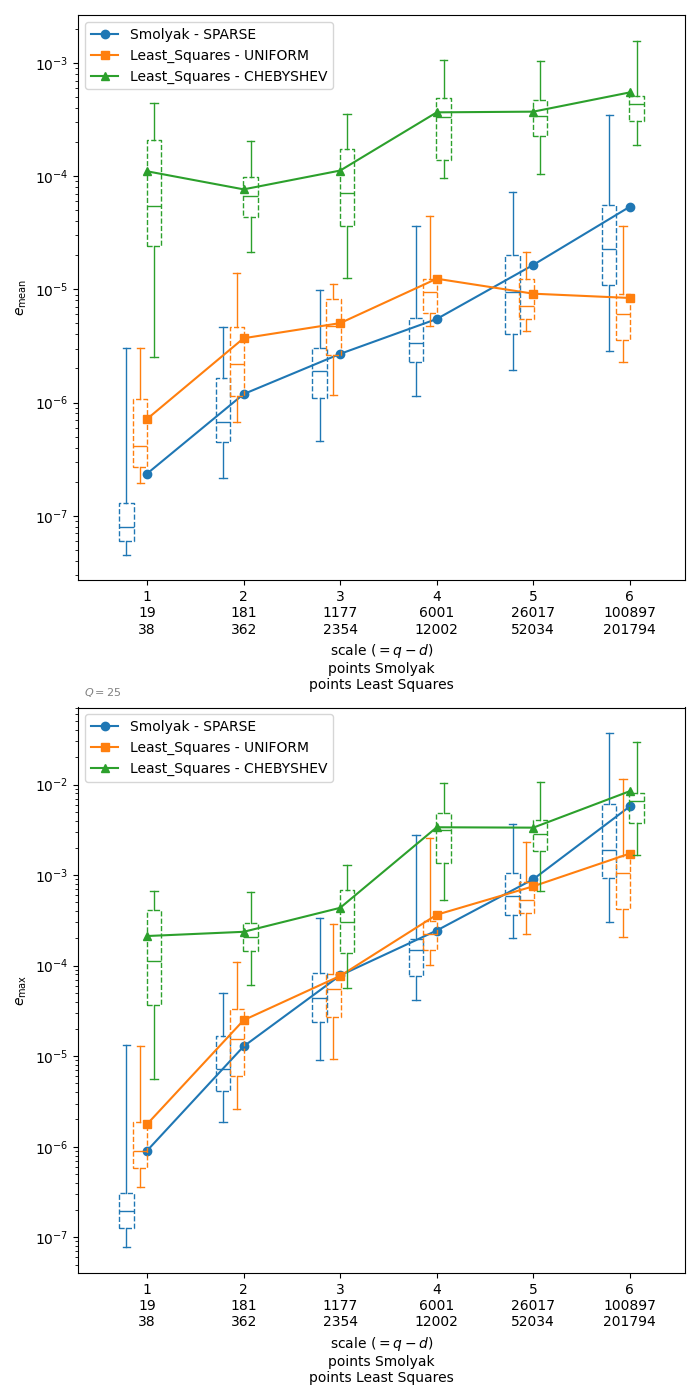 Smolyak - SPARSE
Least_Squares - UNIFORM
Least_Squares - CHEBYSHEV
10⁻³
10⁻⁴
10⁻⁵
10⁻⁶
10⁻⁷
e_mean
1 2 3 4 5 6
19 181 1177 6001 26017 100897
38 362 2354 12002 52034 201794
scale (= q − d)
points Smolyak
points Least Squares
Q = 25
Smolyak - SPARSE
Least_Squares - UNIFORM
Least_Squares - CHEBYSHEV
10⁻²
10⁻³
10⁻⁴
10⁻⁵
10⁻⁶
10⁻⁷
e_max
1 2 3 4 5 6
19 181 1177 6001 26017 100897
38 362 2354 12002 52034 201794
scale (= q − d)
points Smolyak
points Least Squares